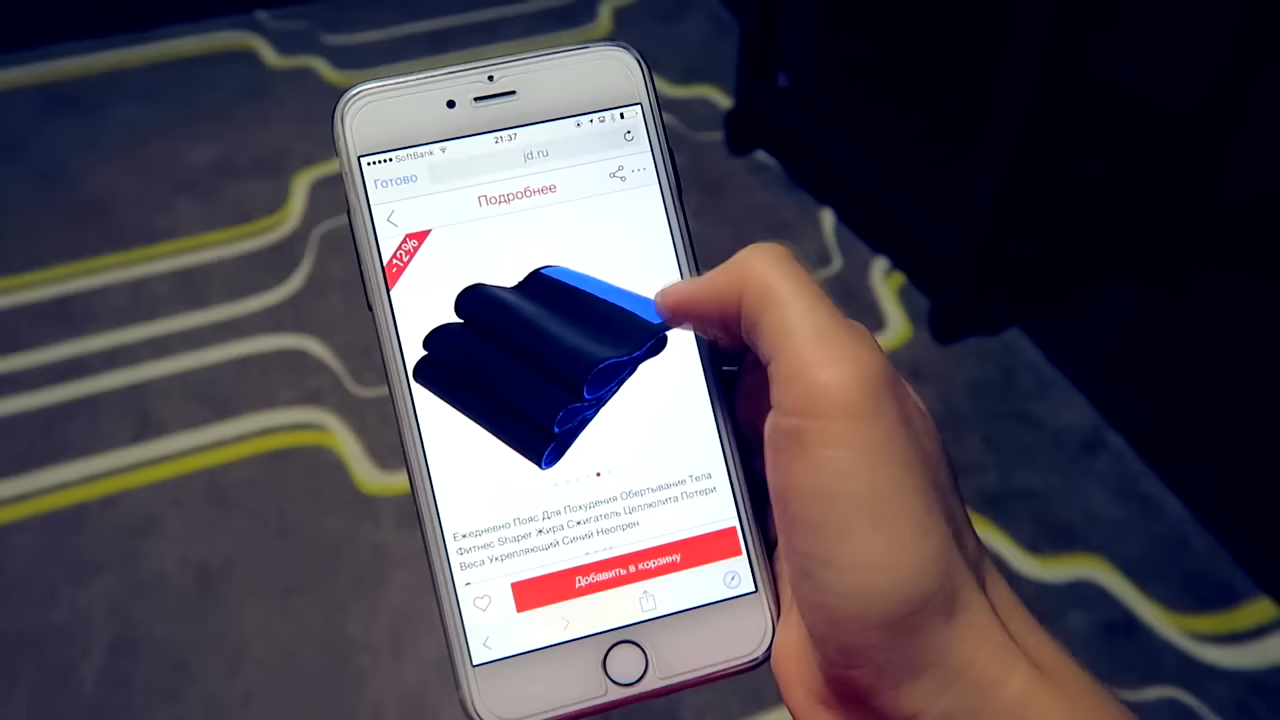 SoftBank 21:37
jd.ru
Готово
Подробнее
-12%
Ежедневно Пояс Для Похудения Обертывание Тела
Фитнес Shaper Жира Сжигатель Целлюлита Потери
Веса Укрепляющий Синий Неопрен
Добавить в корзину